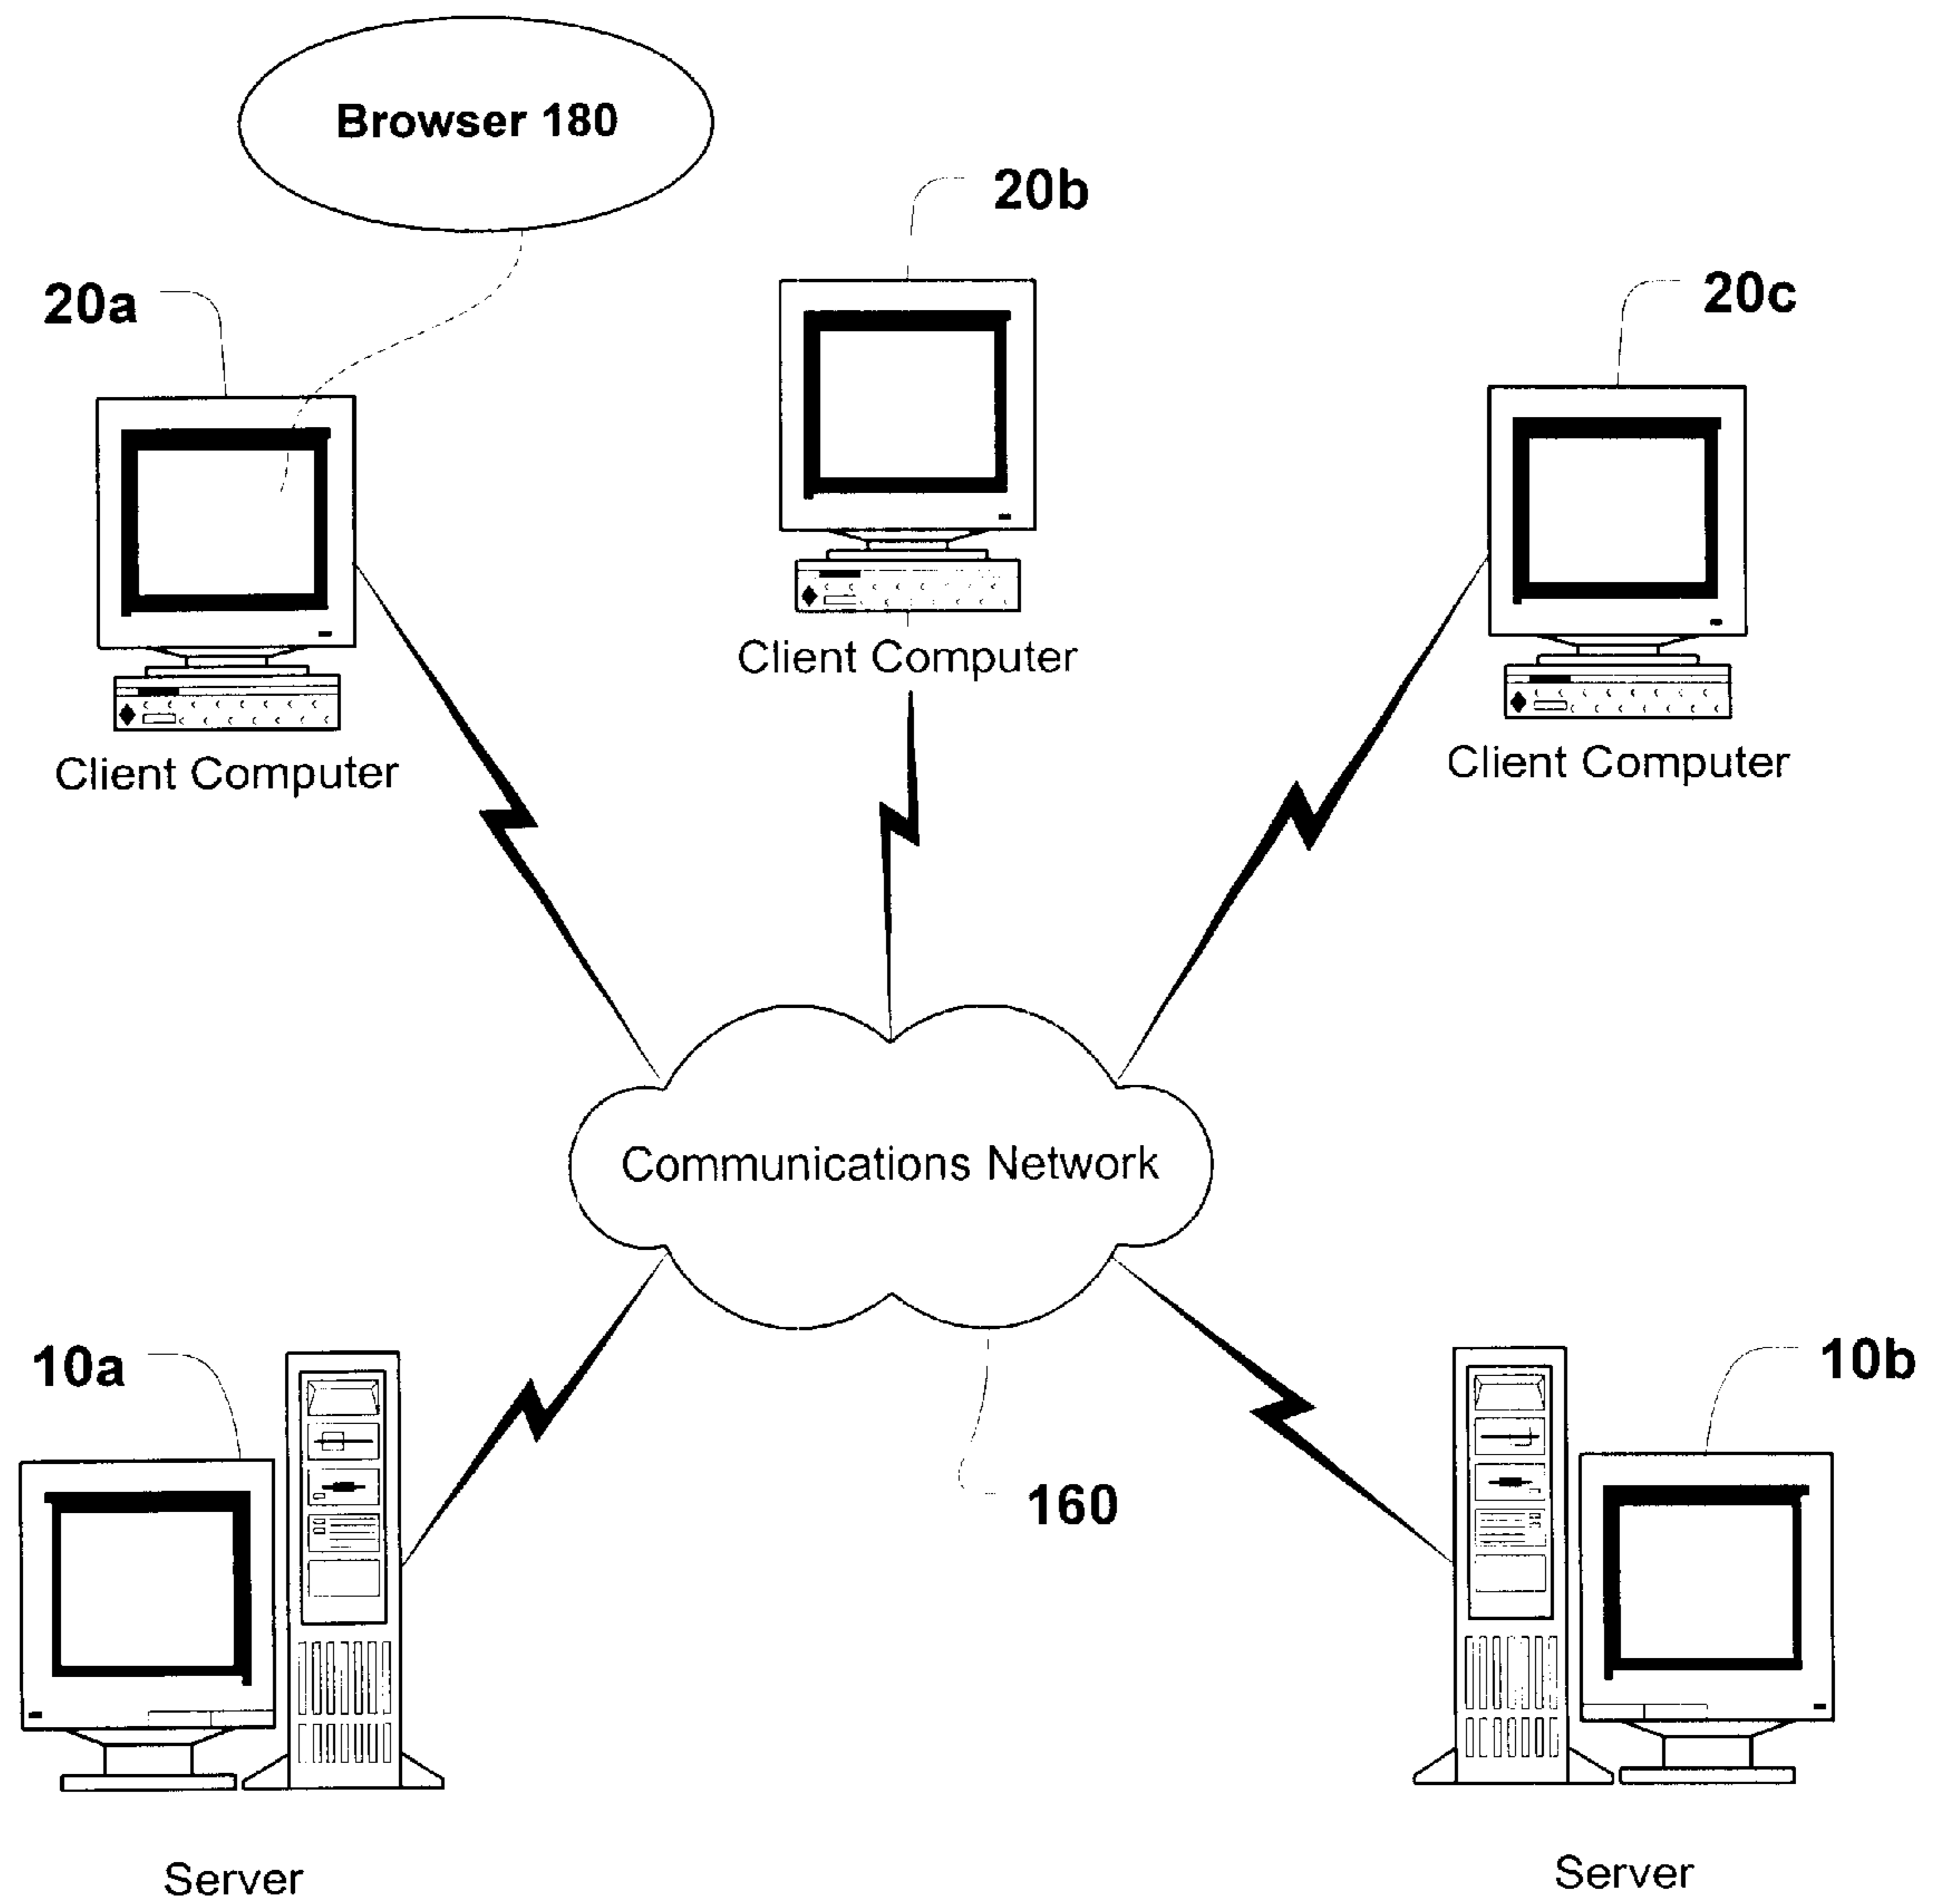 Browser 180
20b
20a
20c
Client Computer
Client Computer
Client Computer
Communications Network
10a
10b
160
Server
Server